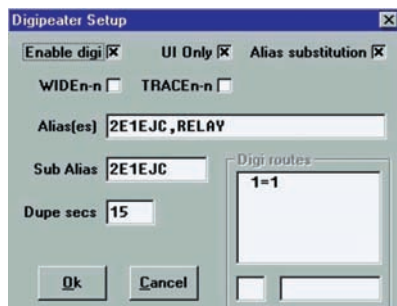 Digipeater Setup
Enable digi UI Only Alias substitution
WIDEn-n TRACEn-n
Alias(es) 2E1EJC,RELAY
Sub Alias 2E1EJC
Digi routes
1=1
Dupe secs 15
Ok Cancel